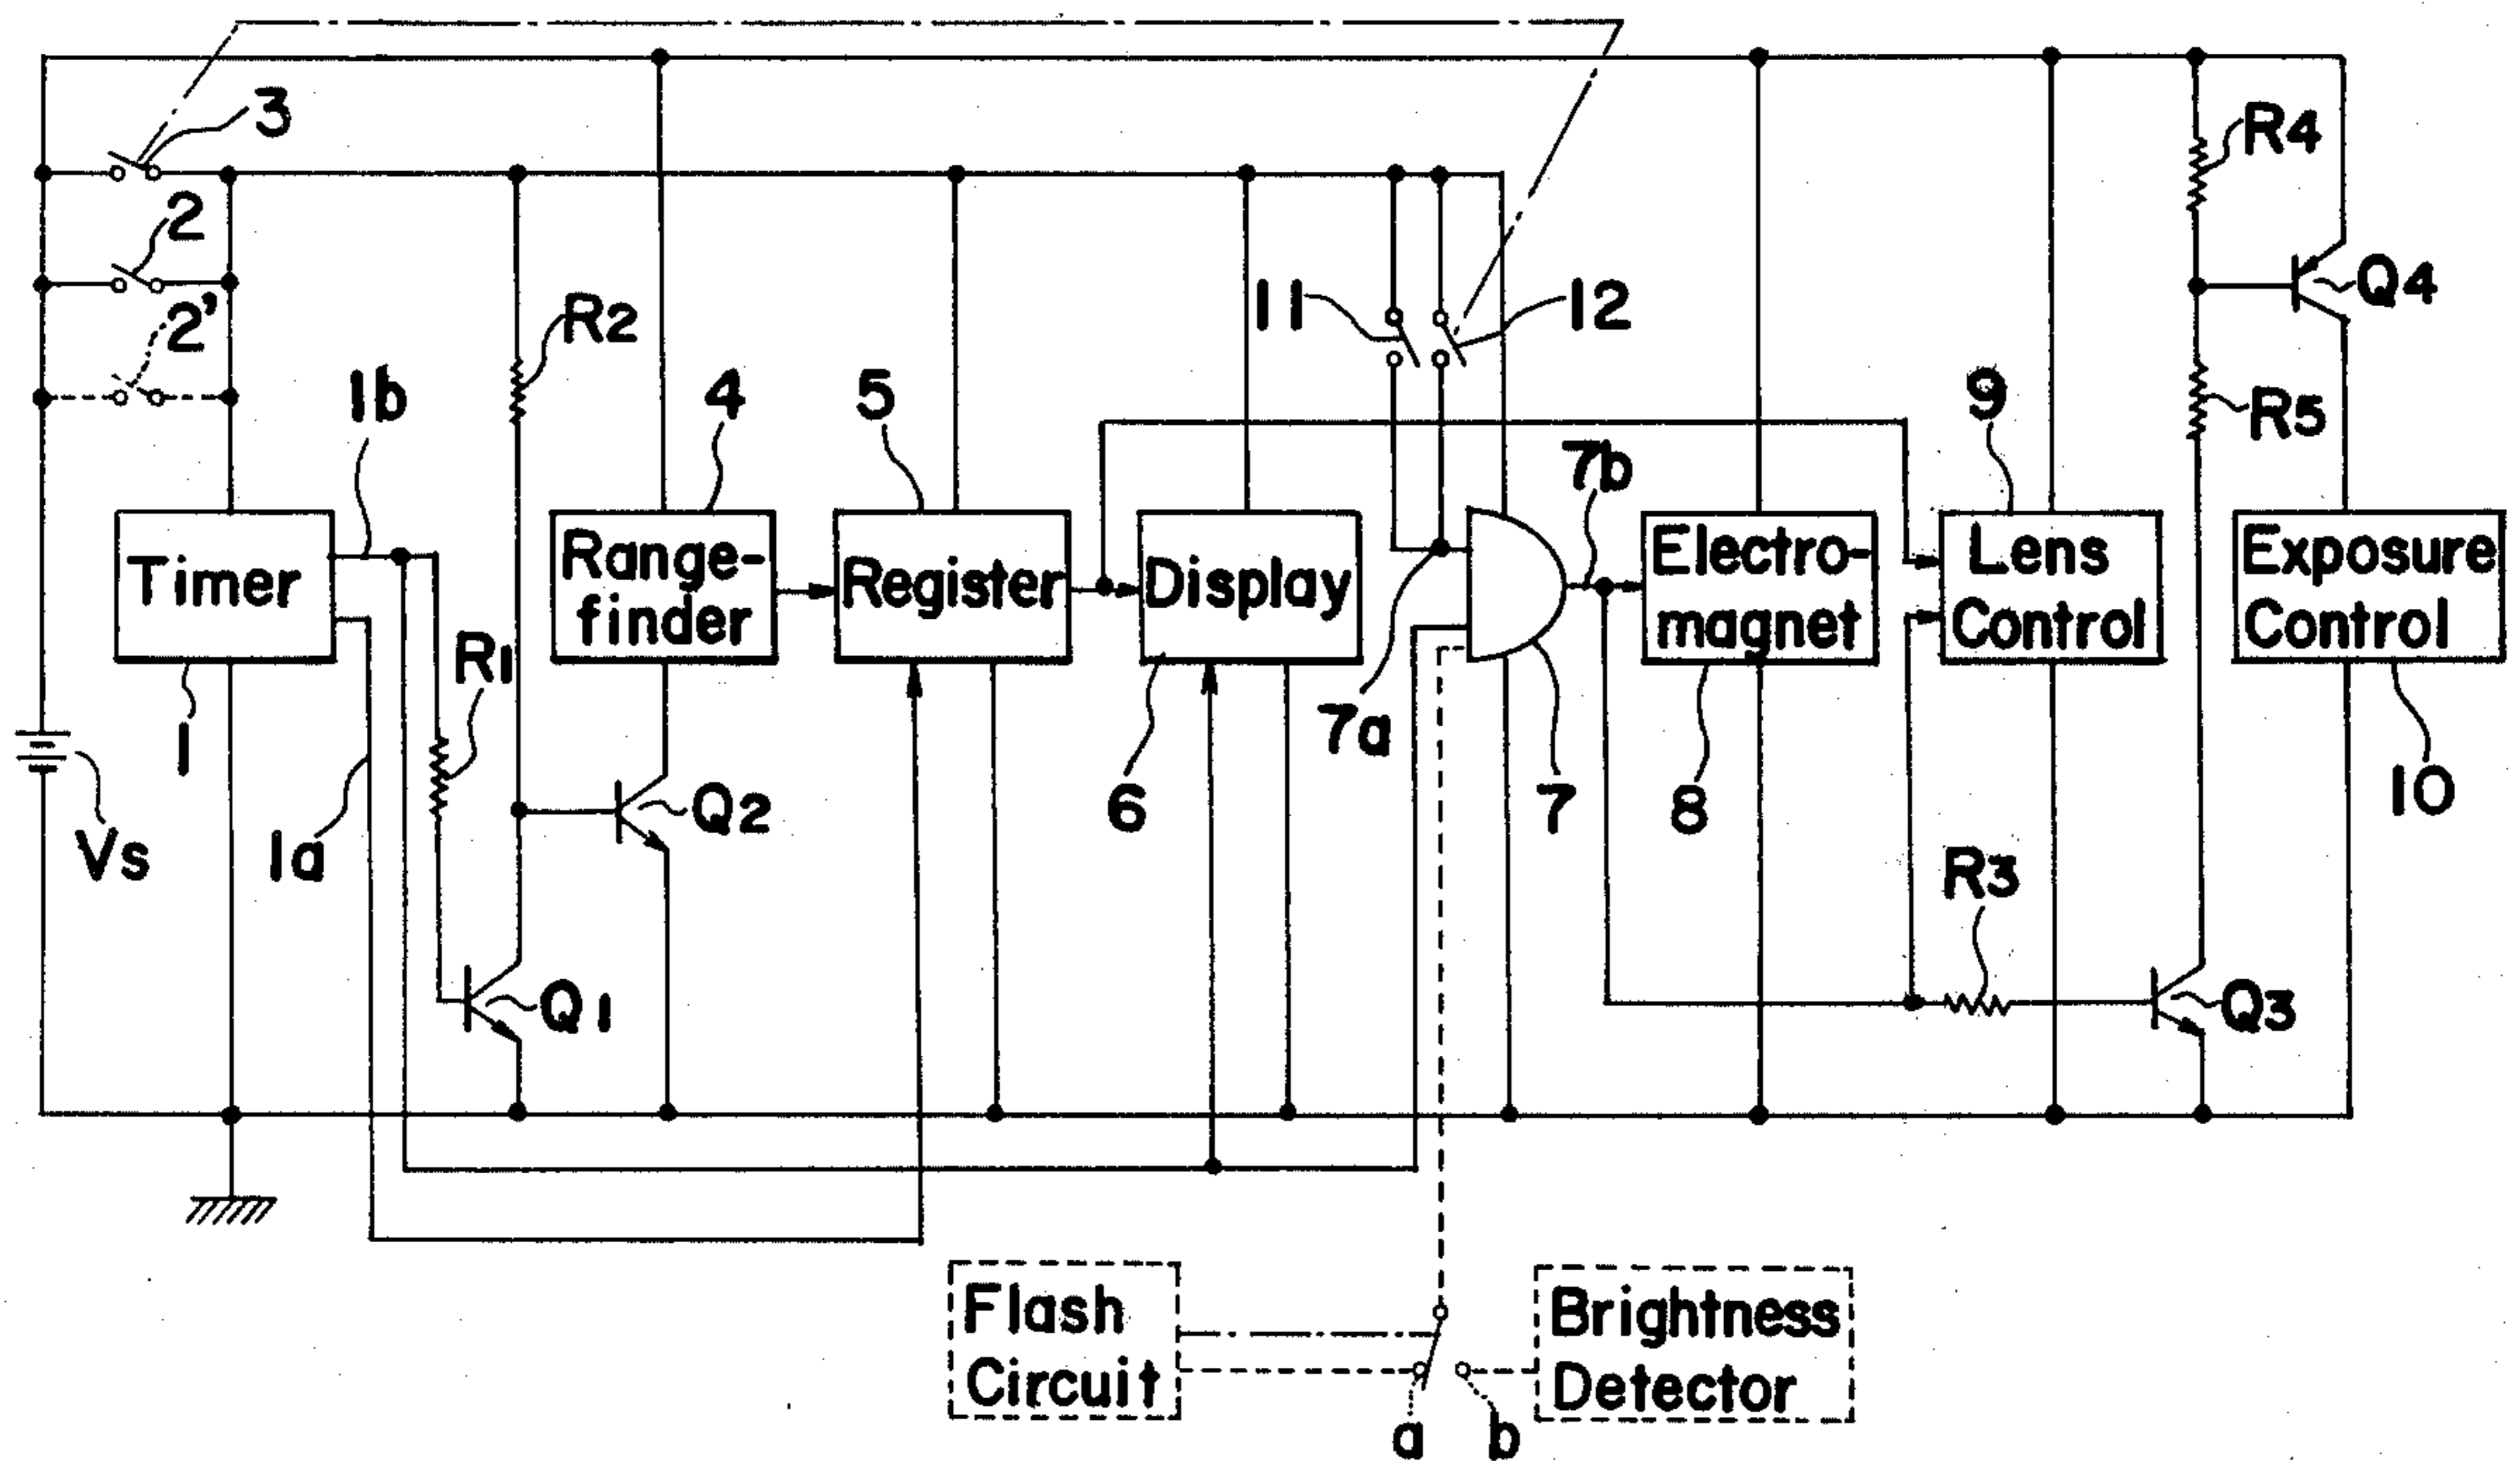 3
R4
2
2'
R2
11
12
Q4
1b
4
5
7b
9
R5
Timer
Range-
finder
Register
Display
Electro-
magnet
Lens
Control
Exposure
Control
R1
1
7a
Vs
1a
Q2
6
7
8
10
R3
Q1
Q3
Flash
Circuit
Brightness
Detector
a
b